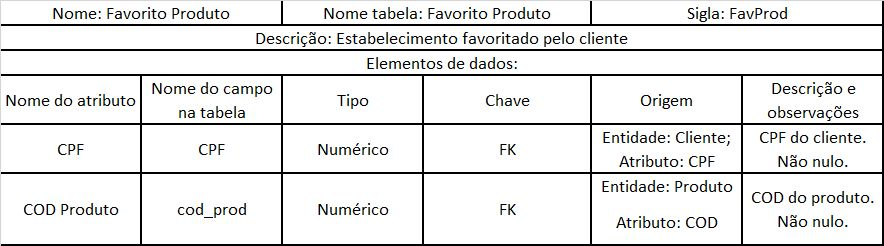 Nome: Favorito Produto Nome tabela: Favorito Produto Sigla: FavProd
Descrição: Estabelecimento favoritado pelo cliente
Elementos de dados:
Nome do atributo Nome do campo na tabela Tipo Chave Origem Descrição e observações
CPF CPF Numérico FK Entidade: Cliente; Atributo: CPF CPF do cliente. Não nulo.
COD Produto cod_prod Numérico FK Entidade: Produto Atributo: COD COD do produto. Não nulo.